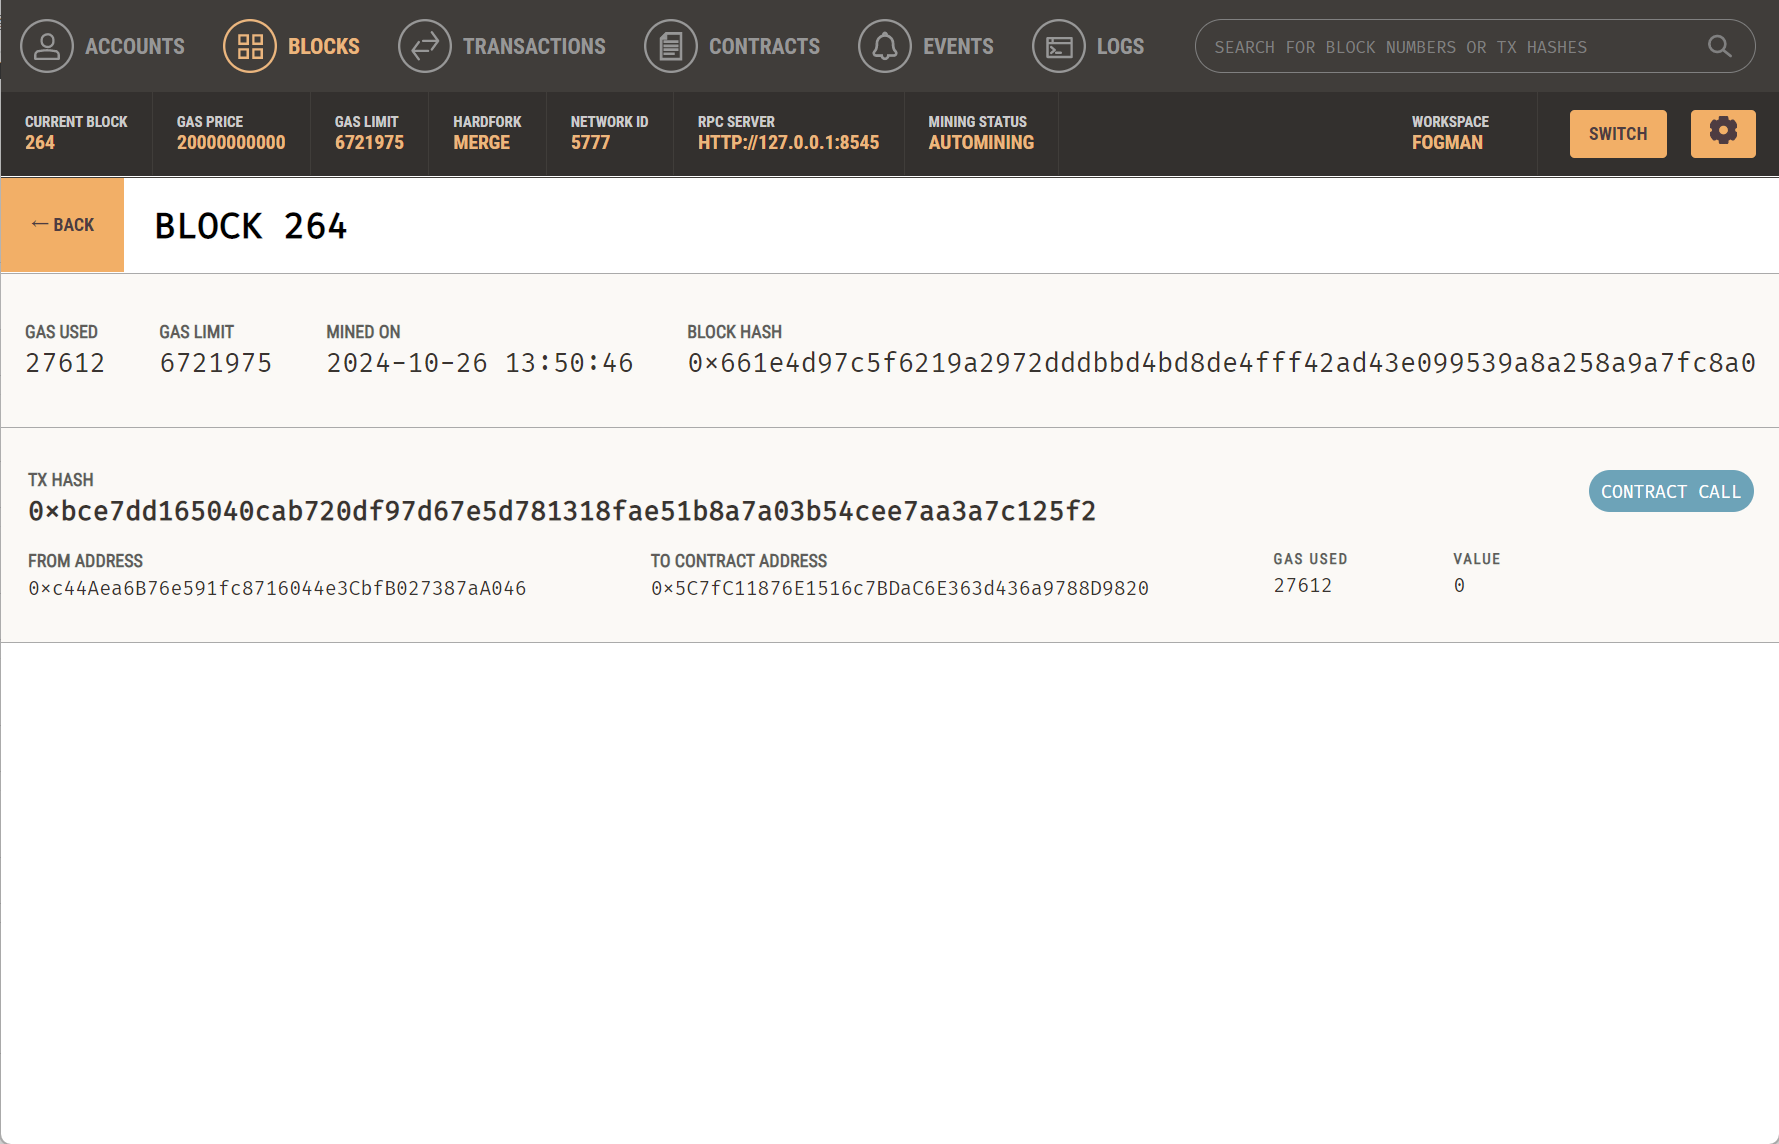 ACCOUNTS BLOCKS TRANSACTIONS CONTRACTS EVENTS LOGS SEARCH FOR BLOCK NUMBERS OR TX HASHES
CURRENT BLOCK GAS PRICE GAS LIMIT HARDFORK NETWORK ID RPC SERVER MINING STATUS WORKSPACE
264 20000000000 6721975 MERGE 5777 HTTP://127.0.0.1:8545 AUTOMINING FOGMAN
SWITCH
← BACK BLOCK 264
GAS USED GAS LIMIT MINED ON BLOCK HASH
27612 6721975 2024-10-26 13:50:46 0×661e4d97c5f6219a2972dddbbd4bd8de4fff42ad43e099539a8a258a9a7fc8a0
TX HASH
0×bce7dd165040cab720df97d67e5d781318fae51b8a7a03b54cee7aa3a7c125f2
CONTRACT CALL
FROM ADDRESS TO CONTRACT ADDRESS GAS USED VALUE
0×c44Aea6B76e591fc8716044e3CbfB027387aA046 0×5C7fC11876E1516c7BDaC6E363d436a9788D9820 27612 0